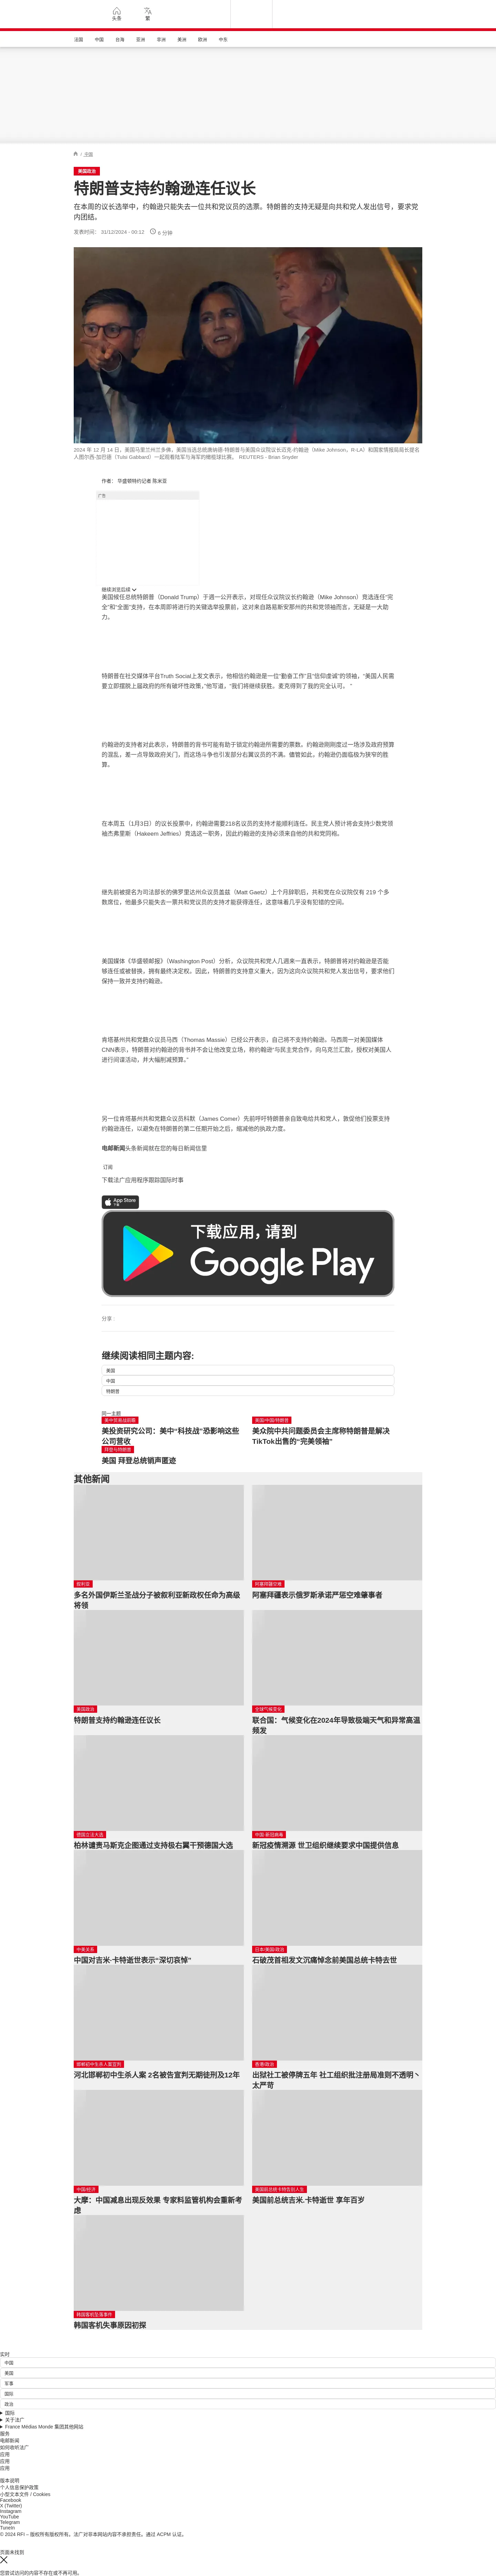 头条
繁
法国
中国
台海
亚洲
非洲
美洲
欧洲
中东
/ 中国
美国政治
特朗普支持约翰逊连任议长
在本周的议长选举中，约翰逊只能失去一位共和党议员的选票。特朗普的支持无疑是向共和党人发出信号，要求党
内团结。
发表时间： 31/12/2024 - 00:12
6 分钟
2024 年 12 月 14 日，美国马里兰州兰多佛，美国当选总统唐纳德·特朗普与美国众议院议长迈克·约翰逊（Mike Johnson，R-LA）和国家情报局局长提名
人图尔西·加巴德（Tulsi Gabbard）一起观看陆军与海军的橄榄球比赛。 REUTERS - Brian Snyder
作者： 华盛顿特约记者 陈米亚
广告
继续浏览后续
美国候任总统特朗普（Donald Trump）于週一公开表示，对现任众议院议长约翰逊（Mike Johnson）竞选连任“完
全”和“全面”支持，在本周即将进行的关键选举投票前，这对来自路易斯安那州的共和党领袖而言，无疑是一大助
力。
特朗普在社交媒体平台Truth Social上发文表示，他相信约翰逊是一位“勤奋工作”且“信仰虔诚”的领袖，“美国人民需
要立即摆脱上届政府的所有破坏性政策，”他写道，“我们将继续获胜。麦克得到了我的完全认可。 ”
约翰逊的支持者对此表示，特朗普的背书可能有助于锁定约翰逊所需要的票数。约翰逊刚刚度过一场涉及政府预算
的混乱，差一点导致政府关门，而这场斗争也引发部分右翼议员的不满。儘管如此，约翰逊仍面临极为狭窄的胜
算。
在本周五（1月3日）的议长投票中，约翰逊需要218名议员的支持才能顺利连任。民主党人预计将会支持少数党领
袖杰弗里斯（Hakeem Jeffries）竞选这一职务，因此约翰逊的支持必须来自他的共和党同袍。
继先前被提名为司法部长的佛罗里达州众议员盖兹（Matt Gaetz）上个月辞职后，共和党在众议院仅有 219 个多
数席位，他最多只能失去一票共和党议员的支持才能获得连任，这意味着几乎没有犯错的空间。
美国媒体《华盛顿邮报》（Washington Post）分析，众议院共和党人几週来一直表示，特朗普将对约翰逊是否能
够连任或被替换，拥有最终决定权。因此，特朗普的支持意义重大，因为这向众议院共和党人发出信号，要求他们
保持一致并支持约翰逊。
肯塔基州共和党籍众议员马西（Thomas Massie）已经公开表示，自己将不支持约翰逊。马西周一对美国媒体
CNN表示，特朗普对约翰逊的背书并不会让他改变立场，称约翰逊“与民主党合作，向乌克兰汇款，授权对美国人
进行间谍活动，并大幅削减预算。”
另一位肯塔基州共和党籍众议员科默（James Comer）先前呼吁特朗普亲自致电给共和党人，敦促他们投票支持
约翰逊连任，以避免在特朗普的第二任期开始之后，缩减他的执政力度。
电邮新闻头条新闻就在您的每日新闻信里
订阅
下载法广应用程序跟踪国际时事
App Store
下载
下载应用，请到
Google Play
分享 :
继续阅读相同主题内容:
美国
中国
特朗普
同一主题
美中贸易战回顾
美投资研究公司：美中“科技战”恐影响这些
公司营收
美国/中国/特朗普
美众院中共问题委员会主席称特朗普是解决
TikTok出售的“完美领袖”
拜登与特朗普
美国 拜登总统销声匿迹
其他新闻
叙利亚
多名外国伊斯兰圣战分子被叙利亚新政权任命为高级
将领
阿塞拜疆空难
阿塞拜疆表示俄罗斯承诺严惩空难肇事者
美国政治
特朗普支持约翰逊连任议长
全球气候变化
联合国：气候变化在2024年导致极端天气和异常高温
频发
德国立法大选
柏林谴责马斯克企图通过支持极右翼干预德国大选
中国·新冠病毒
新冠疫情溯源 世卫组织继续要求中国提供信息
中美关系
中国对吉米·卡特逝世表示“深切哀悼”
日本/美国/政治
石破茂首相发文沉痛悼念前美国总统卡特去世
邯郸初中生杀人案宣判
河北邯郸初中生杀人案 2名被告宣判无期徒刑及12年
香港/政治
出狱社工被停牌五年 社工组织批注册局准则不透明丶
太严苛
中国/经济
大摩：中国减息出现反效果 专家料监管机构会重新考
虑
美国前总统卡特告别人生
美国前总统吉米.卡特逝世 享年百岁
韩国客机坠落事件
韩国客机失事原因初探
实时
中国
美国
军事
国际
政治
国际
关于法广
France Médias Monde 集团其他网站
服务
电邮新闻
如何收听法广
应用
应用
应用
版本说明
个人信息保护政策
小型文本文件 / Cookies
Facebook
X (Twitter)
Instagram
YouTube
Telegram
TuneIn
© 2024 RFI – 版权所有版权所有。法广对非本网站内容不承担责任。通过 ACPM 认证。
页面未找到
您尝试访问的内容不存在或不再可用。